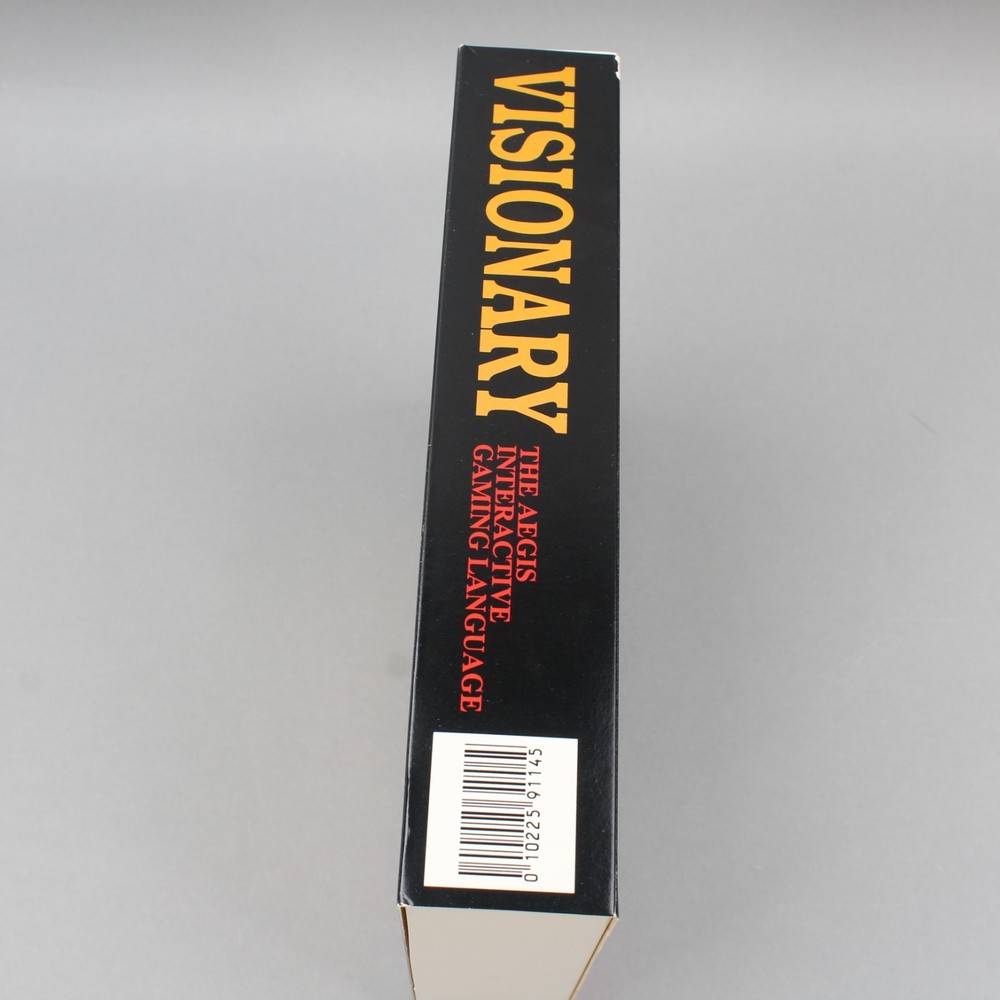 VISIONARY
THE AEGIS
INTERACTIVE
GAMING LANGUAGE
0 10225 91145